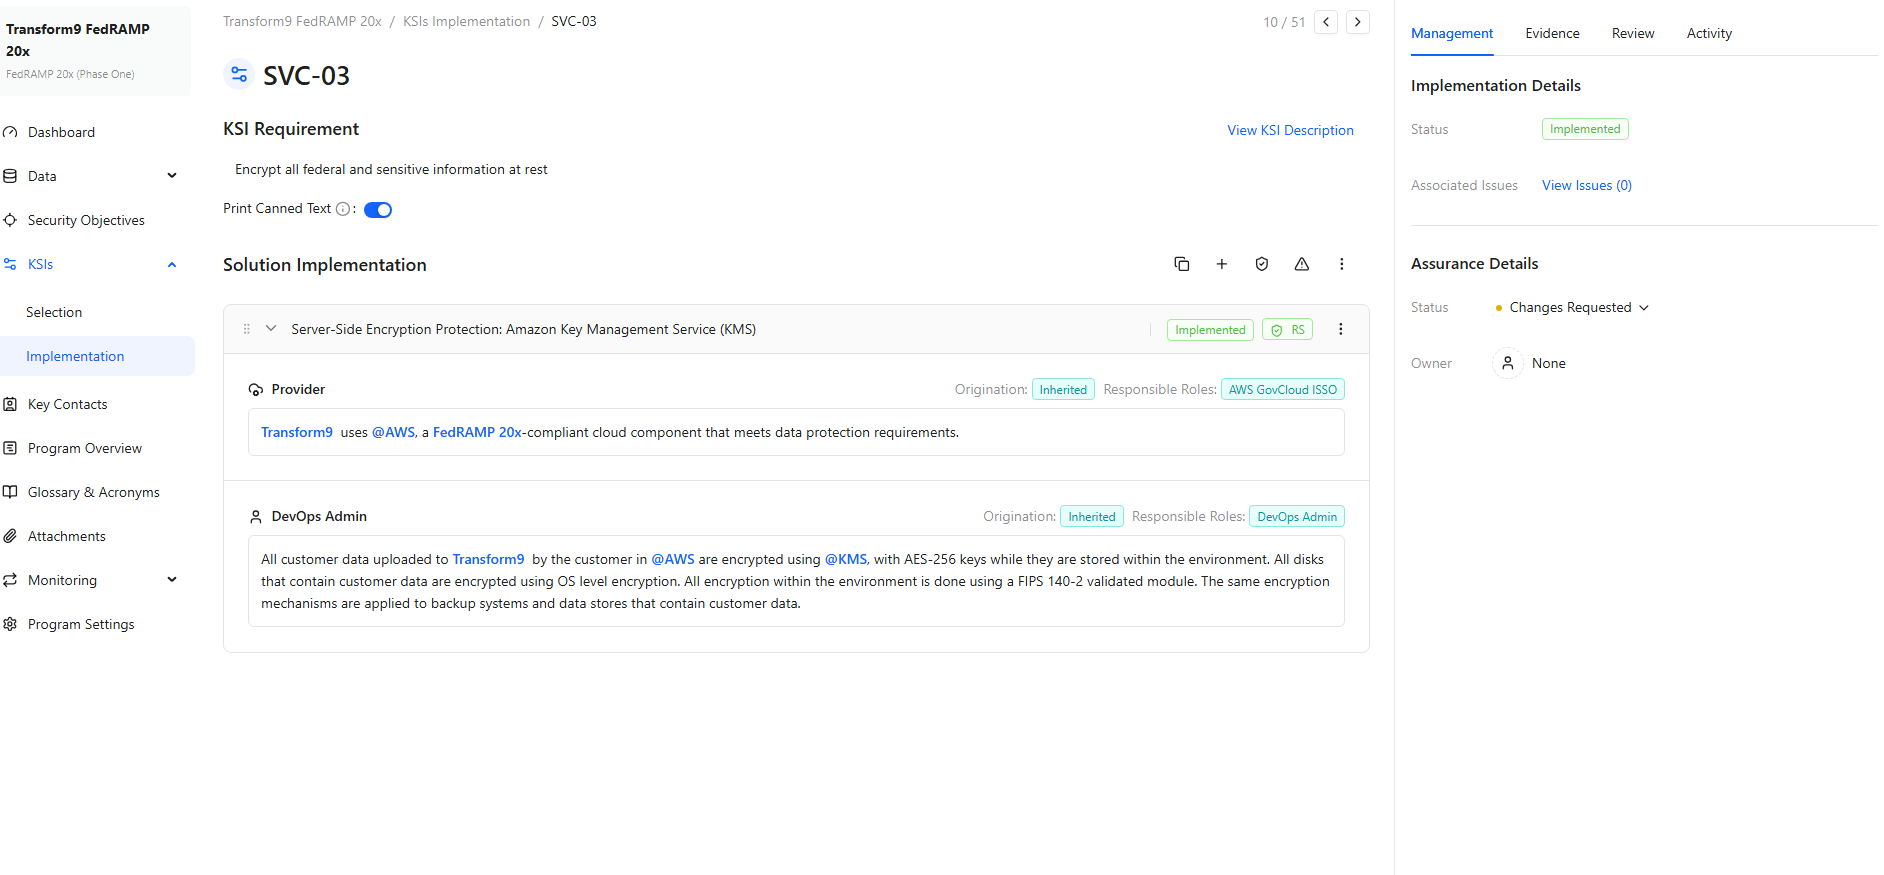 Transform9 FedRAMP
20x
FedRAMP 20x (Phase One)
Dashboard
Data
Security Objectives
KSIs
Selection
Implementation
Key Contacts
Program Overview
Glossary & Acronyms
Attachments
Monitoring
Program Settings
Transform9 FedRAMP 20x / KSIs Implementation / SVC-03
10 / 51
SVC-03
KSI Requirement
View KSI Description
Encrypt all federal and sensitive information at rest
Print Canned Text :
Solution Implementation
Server-Side Encryption Protection: Amazon Key Management Service (KMS)
Implemented
RS
Provider
Origination: Inherited Responsible Roles: AWS GovCloud ISSO
Transform9 uses @AWS, a FedRAMP 20x-compliant cloud component that meets data protection requirements.
DevOps Admin
Origination: Inherited Responsible Roles: DevOps Admin
All customer data uploaded to Transform9 by the customer in @AWS are encrypted using @KMS, with AES-256 keys while they are stored within the environment. All disks
that contain customer data are encrypted using OS level encryption. All encryption within the environment is done using a FIPS 140-2 validated module. The same encryption
mechanisms are applied to backup systems and data stores that contain customer data.
Management Evidence Review Activity
Implementation Details
Status Implemented
Associated Issues View Issues (0)
Assurance Details
Status Changes Requested
Owner None